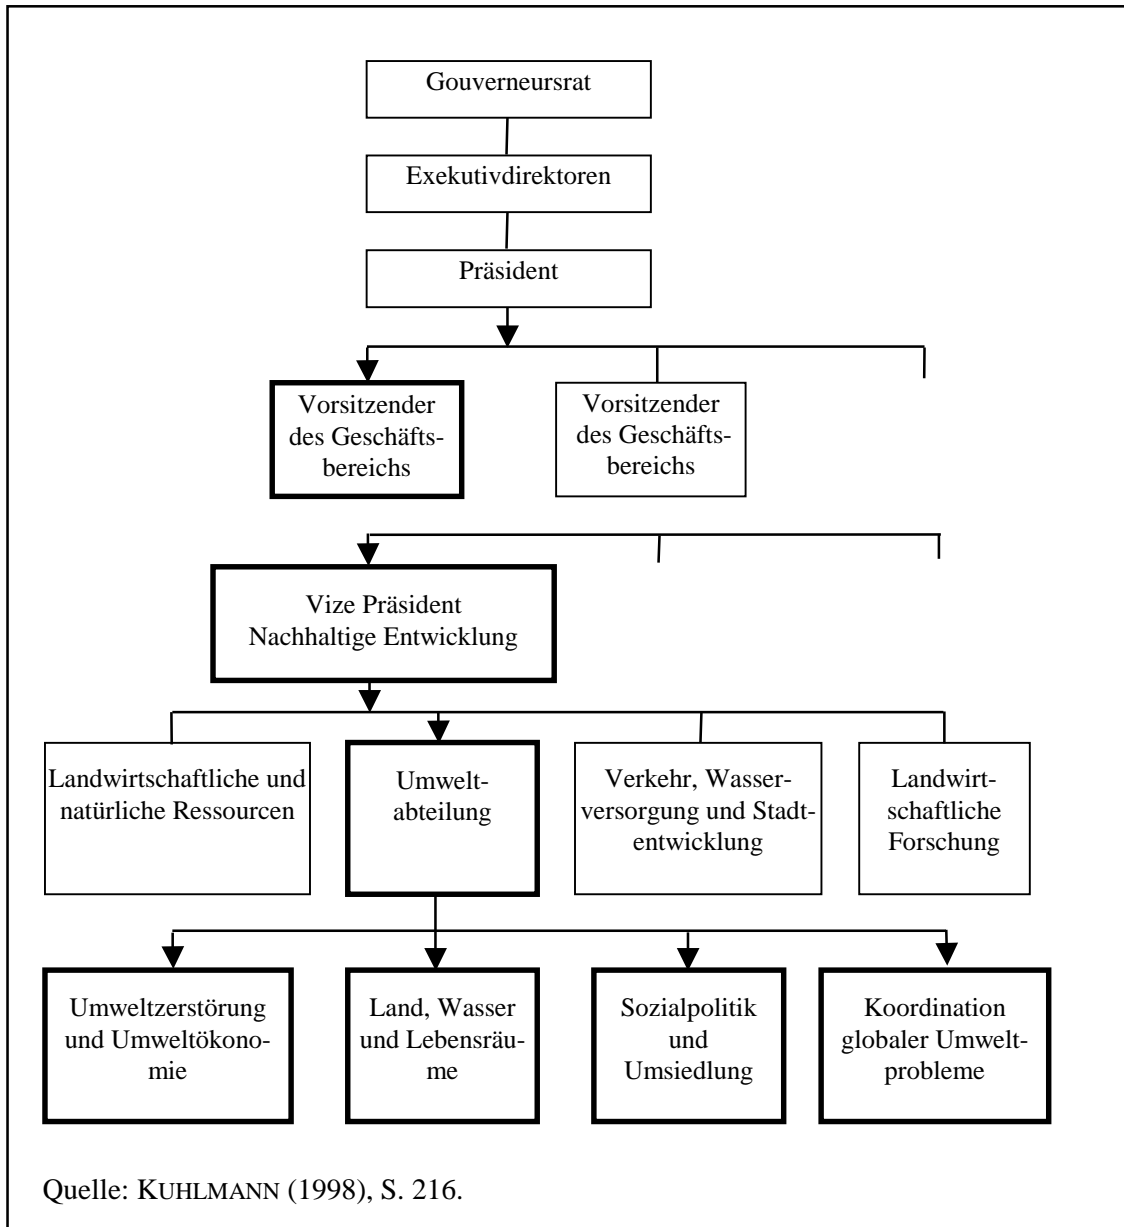 Gouverneursrat
Exekutivdirektoren
Präsident
Vorsitzender
des Geschäfts-
bereichs
Vorsitzender
des Geschäfts-
bereichs
Vize Präsident
Nachhaltige Entwicklung
Landwirtschaftliche und
natürliche Ressourcen
Umwelt-
abteilung
Verkehr, Wasser-
versorgung und Stadt-
entwicklung
Landwirt-
schaftliche
Forschung
Umweltzerstörung
und Umweltökono-
mie
Land, Wasser
und Lebensräu-
me
Sozialpolitik
und
Umsiedlung
Koordination
globaler Umwelt-
probleme
Quelle: KUHLMANN (1998), S. 216.